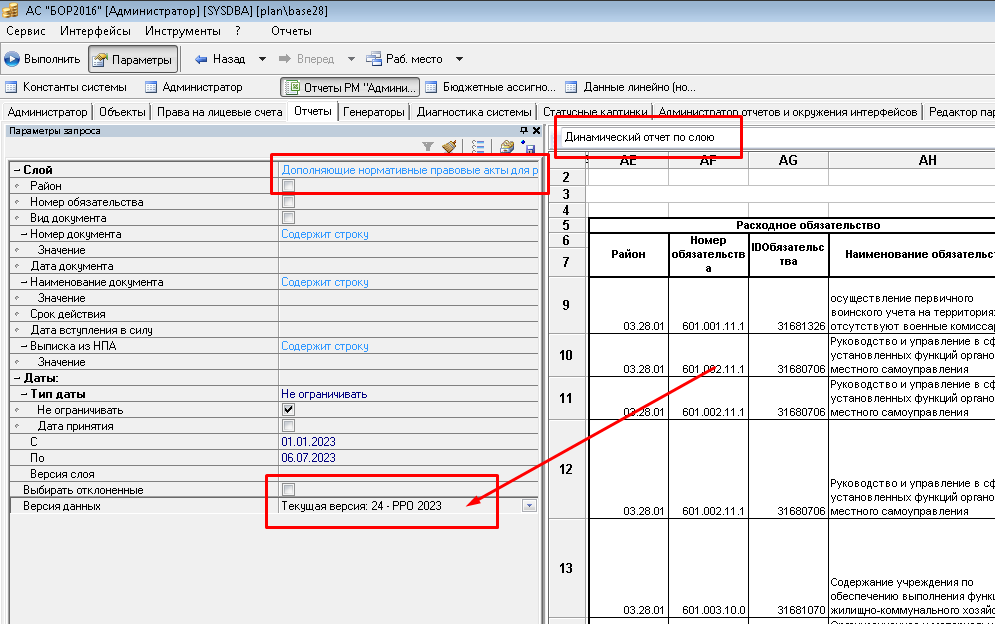 АС "БОР2016" [Администратор] [SYSDBA] [plan\base28]
Сервис Интерфейсы Инструменты ? Отчеты
Выполнить Параметры Назад Вперед Раб. место
Константы системы Администратор Отчеты РМ "Админи... Бюджетные ассигно... Данные линейно (но...
Администратор Объекты Права на лицевые счета Отчеты Генераторы Диагностика системы Статусные картинки Администратор отчетов и окружения интерфейсов Редактор пар
Параметры запроса
Динамический отчет по слою
Слой Дополняющие нормативные правовые акты для р
Район
Номер обязательства
Вид документа
Номер документа Содержит строку
Значение
Дата документа
Наименование документа Содержит строку
Значение
Срок действия
Дата вступления в силу
Выписка из НПА Содержит строку
Значение
Даты:
Тип даты Не ограничивать
Не ограничивать
Дата принятия
С 01.01.2023
По 06.07.2023
Версия слоя
Выбирать отклоненные
Версия данных Текущая версия: 24 - РРО 2023
AE AF AG AH
2
3
4
5 Расходное обязательство
6
7
Район
Номер
обязательств
а
IDОбязательс
тва
Наименование обязательс
9 03.28.01 601.001.11.1 31681326
осуществление первичного
воинского учета на территория
отсутствуют военные комисса
10 03.28.01 601.002.11.1 31680706
Руководство и управление в сф
установленных функций органо
местного самоуправления
11 03.28.01 601.002.11.1 31680706
Руководство и управление в сф
установленных функций органо
местного самоуправления
12 03.28.01 601.002.11.1 31680706
Руководство и управление в сф
установленных функций органо
местного самоуправления
13 03.28.01 601.003.10.0 31681070
Содержание учреждения по
обеспечению выполнения функ
жилищно-коммунального хозяй